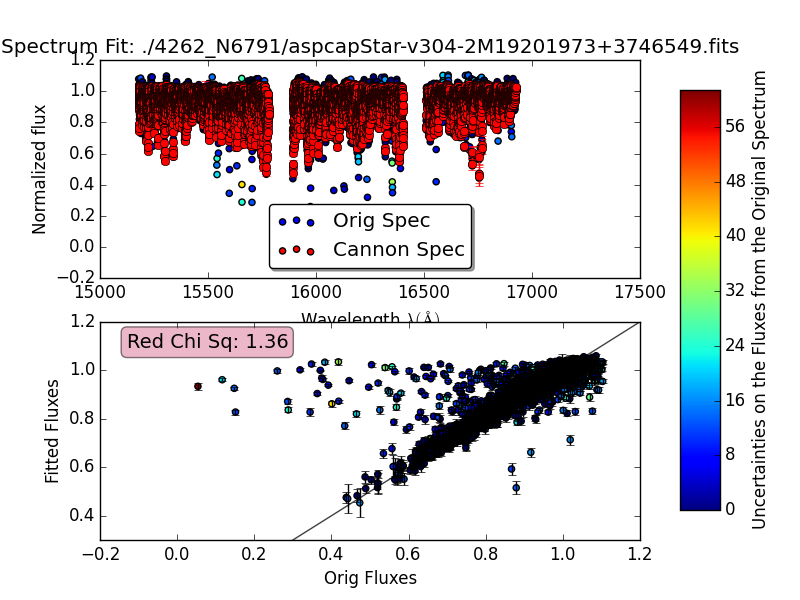 Spectrum Fit: ./4262_N6791/aspcapStar-v304-2M19201973+3746549.fits
1.2
1.0
0.8
0.6
0.4
0.2
0.0
−0.2
Normalized flux
Orig Spec
Cannon Spec
15000 15500 16000 16500 17000 17500
Wavelength λ(Å)
1.2
1.0
0.8
0.6
0.4
Fitted Fluxes
Red Chi Sq: 1.36
−0.2 0.0 0.2 0.4 0.6 0.8 1.0 1.2
Orig Fluxes
56
48
40
32
24
16
8
0
Uncertainties on the Fluxes from the Original Spectrum